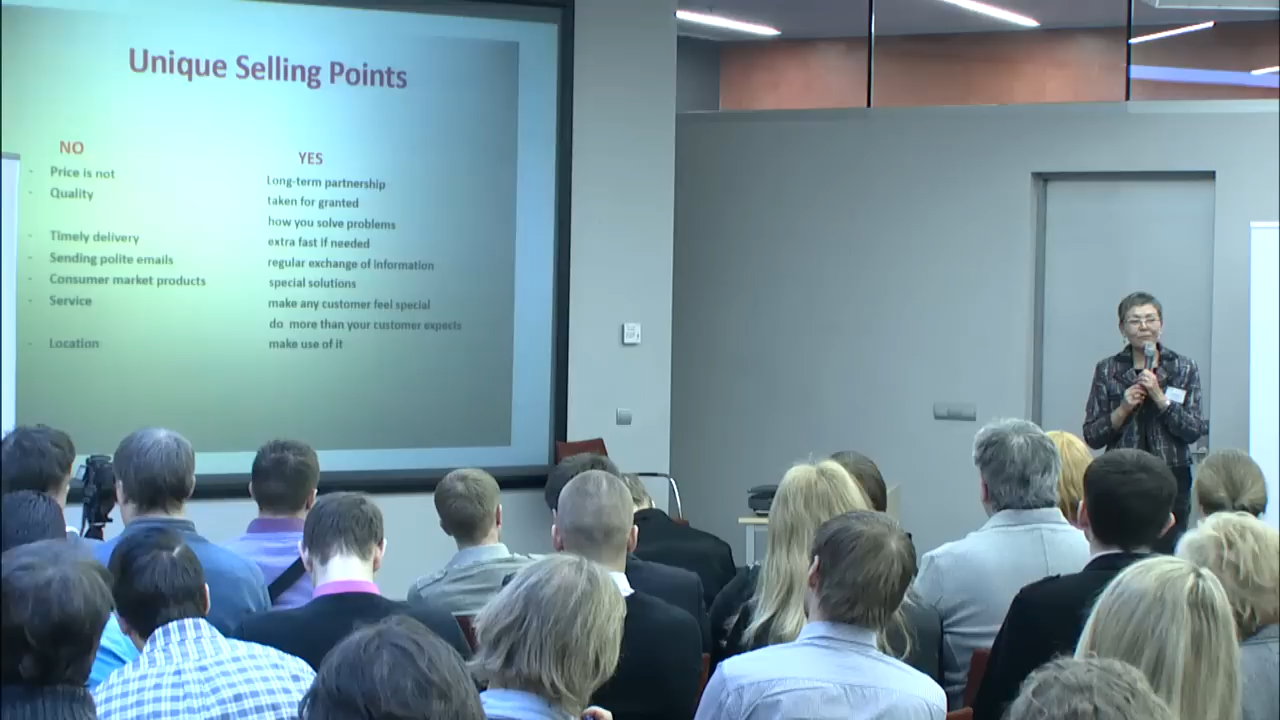 Unique Selling Points
NO
- Price is not
- Quality
- Timely delivery
- Sending polite emails
- Consumer market products
- Service
- Location
YES
Long-term partnership
taken for granted
how you solve problems
extra fast if needed
regular exchange of information
special solutions
make any customer feel special
do more than your customer expects
make use of it